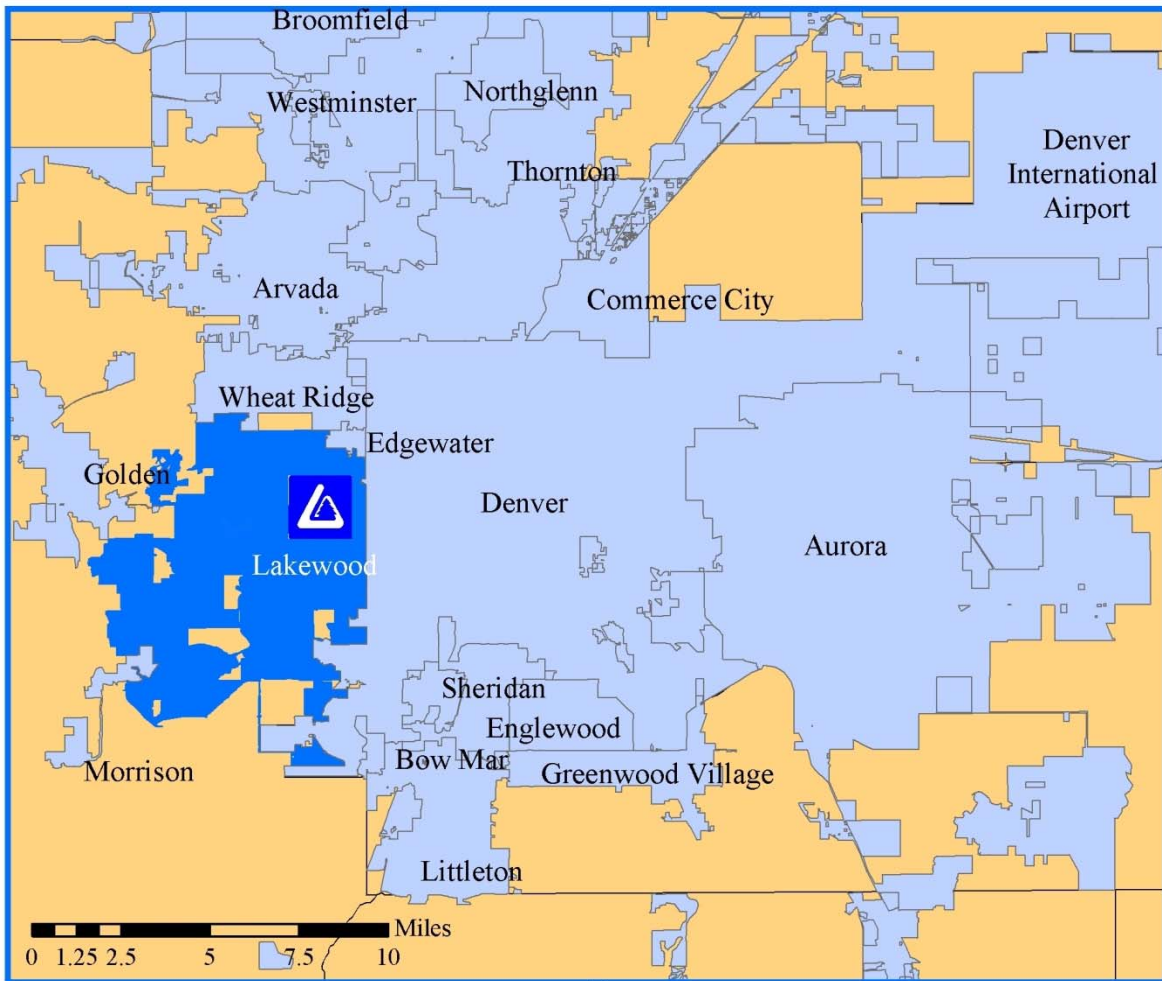 Broomfield
Westminster
Northglenn
Thornton
Denver
International
Airport
Arvada
Commerce City
Wheat Ridge
Edgewater
Golden
Denver
Aurora
Lakewood
Sheridan
Englewood
Bow Mar
Morrison
Greenwood Village
Littleton
Miles
0 1.25 2.5 5 7.5 10